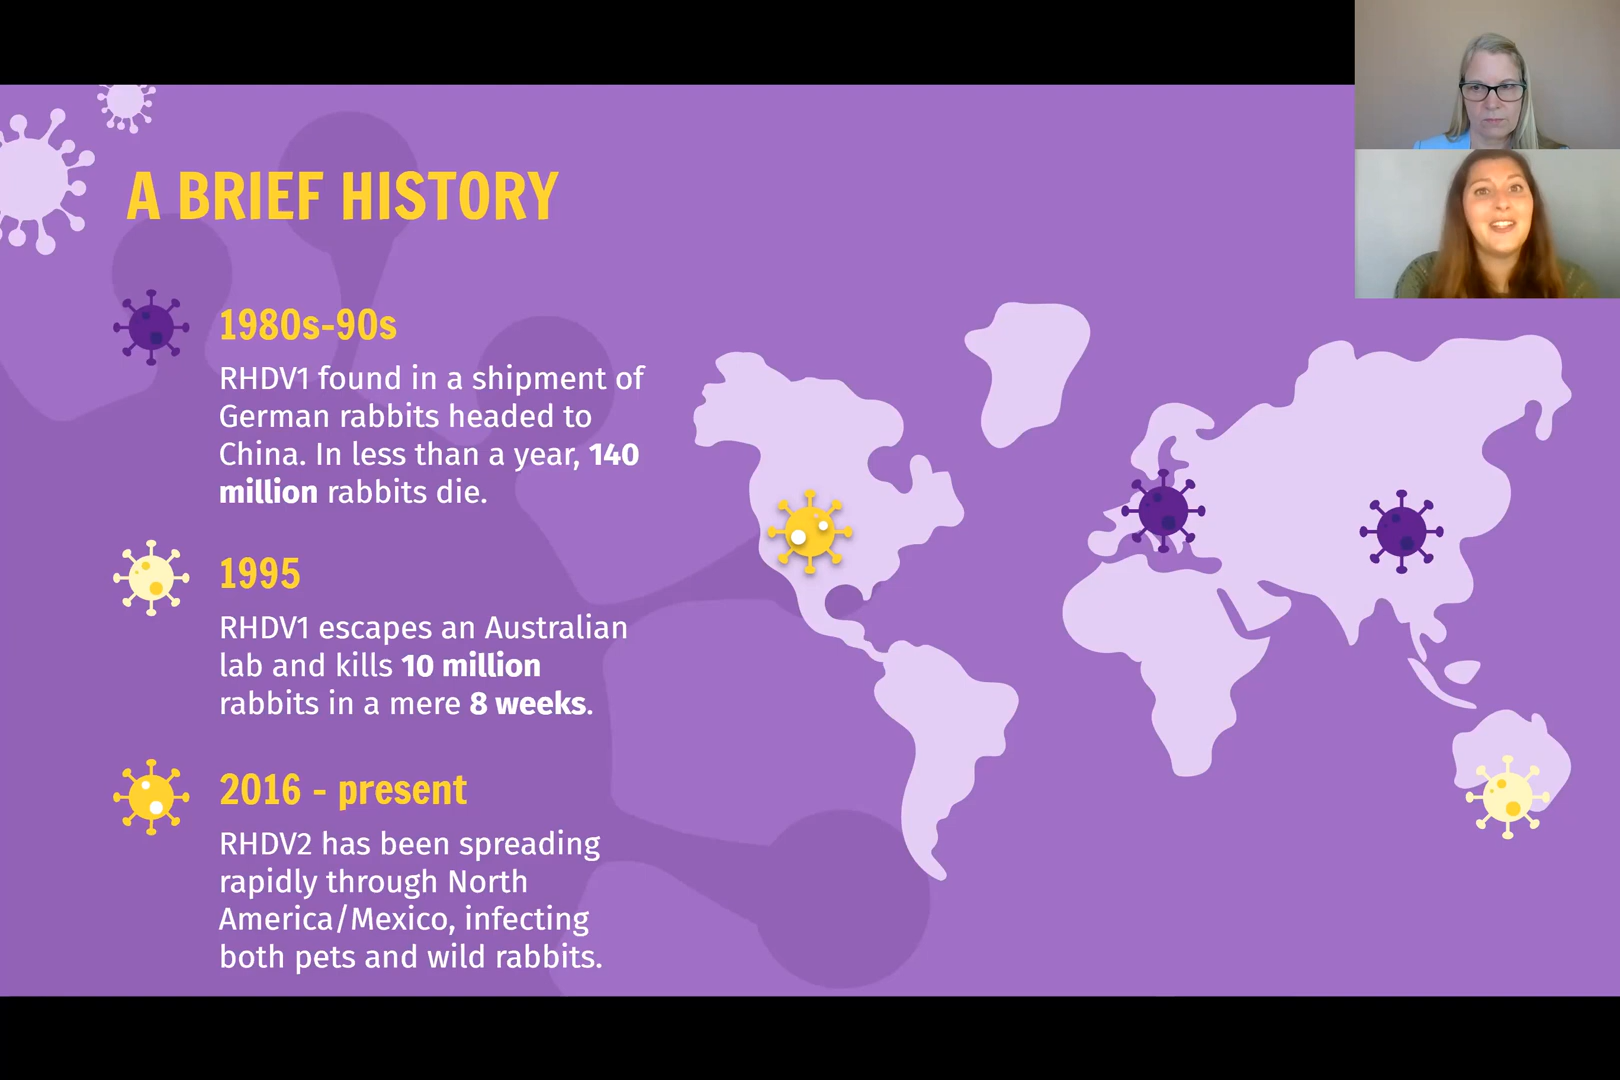 A BRIEF HISTORY
1980s-90s
RHDV1 found in a shipment of
German rabbits headed to
China. In less than a year, 140
million rabbits die.
1995
RHDV1 escapes an Australian
lab and kills 10 million
rabbits in a mere 8 weeks.
2016 - present
RHDV2 has been spreading
rapidly through North
America/Mexico, infecting
both pets and wild rabbits.